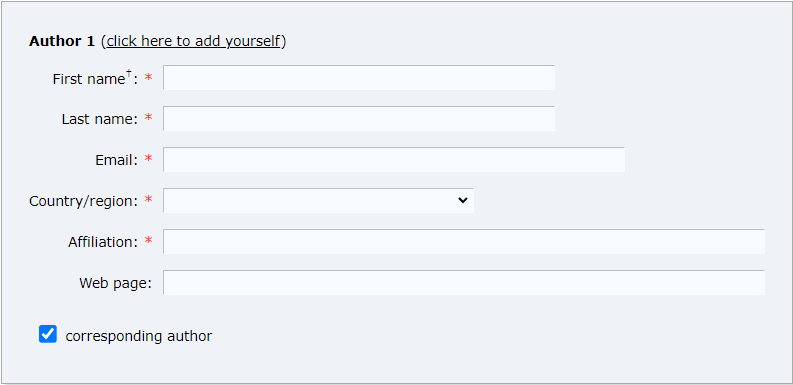 Author 1 (click here to add yourself)
First name†: *
Last name: *
Email: *
Country/region: *
Affiliation: *
Web page:
corresponding author